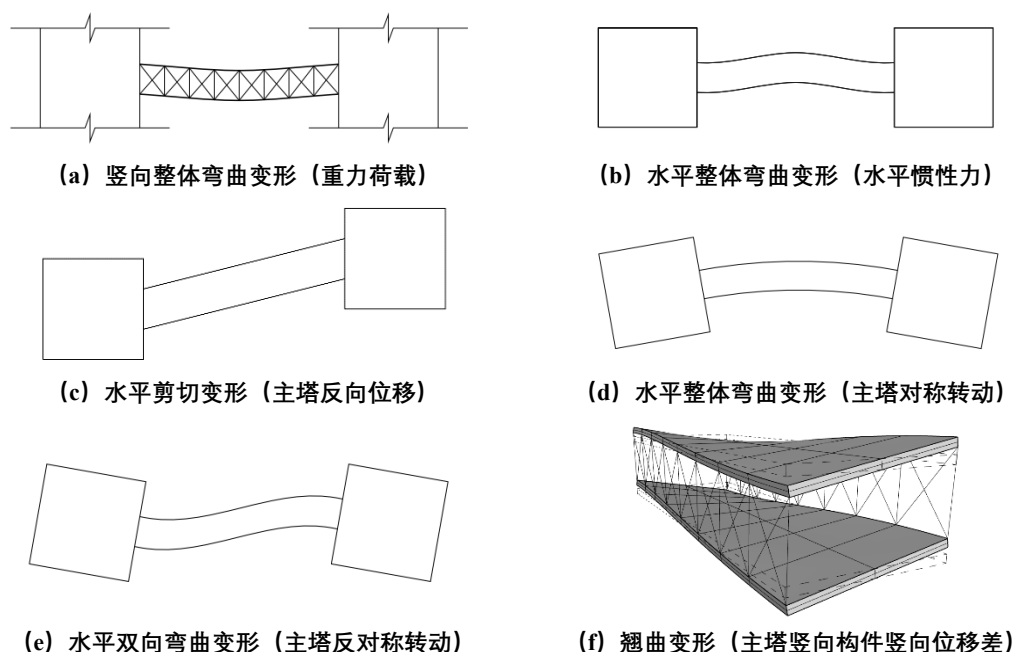 (a) 竖向整体弯曲变形（重力荷载）
(b) 水平整体弯曲变形（水平惯性力）
(c) 水平剪切变形（主塔反向位移）
(d) 水平整体弯曲变形（主塔对称转动）
(e) 水平双向弯曲变形（主塔反对称转动）
(f) 翘曲变形（主塔竖向构件竖向位移差）